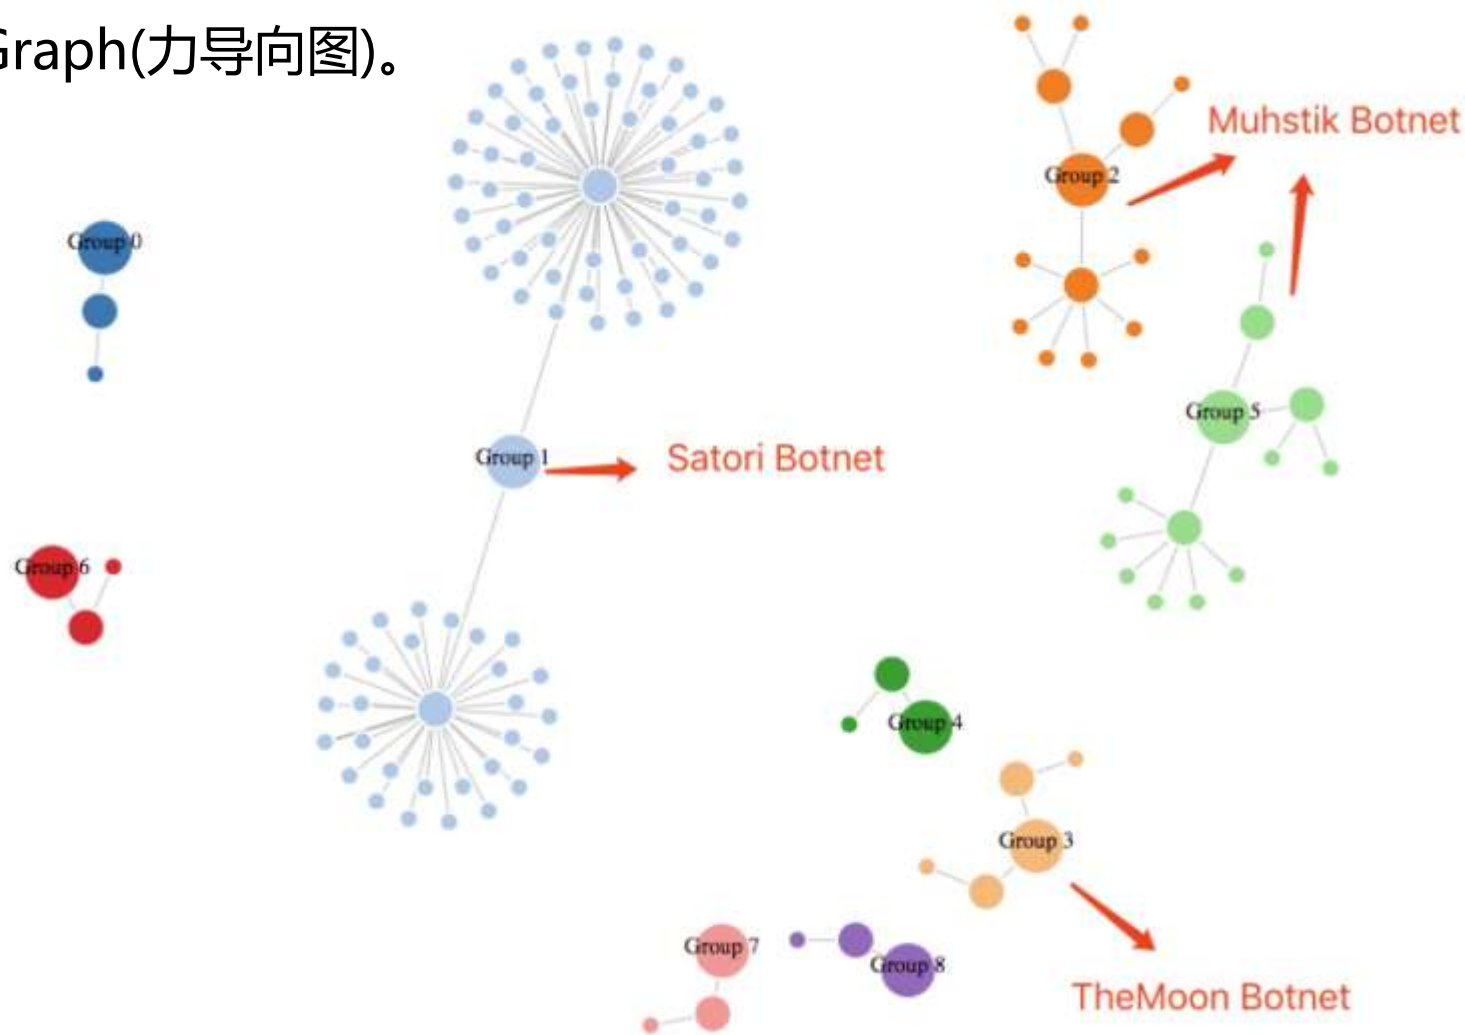 Graph(力导向图)。
Muhstik Botnet
Group 2
Group 0
Group 5
Group 1
Satori Botnet
Group 6
Group 4
Group 3
Group 7
Group 8
TheMoon Botnet